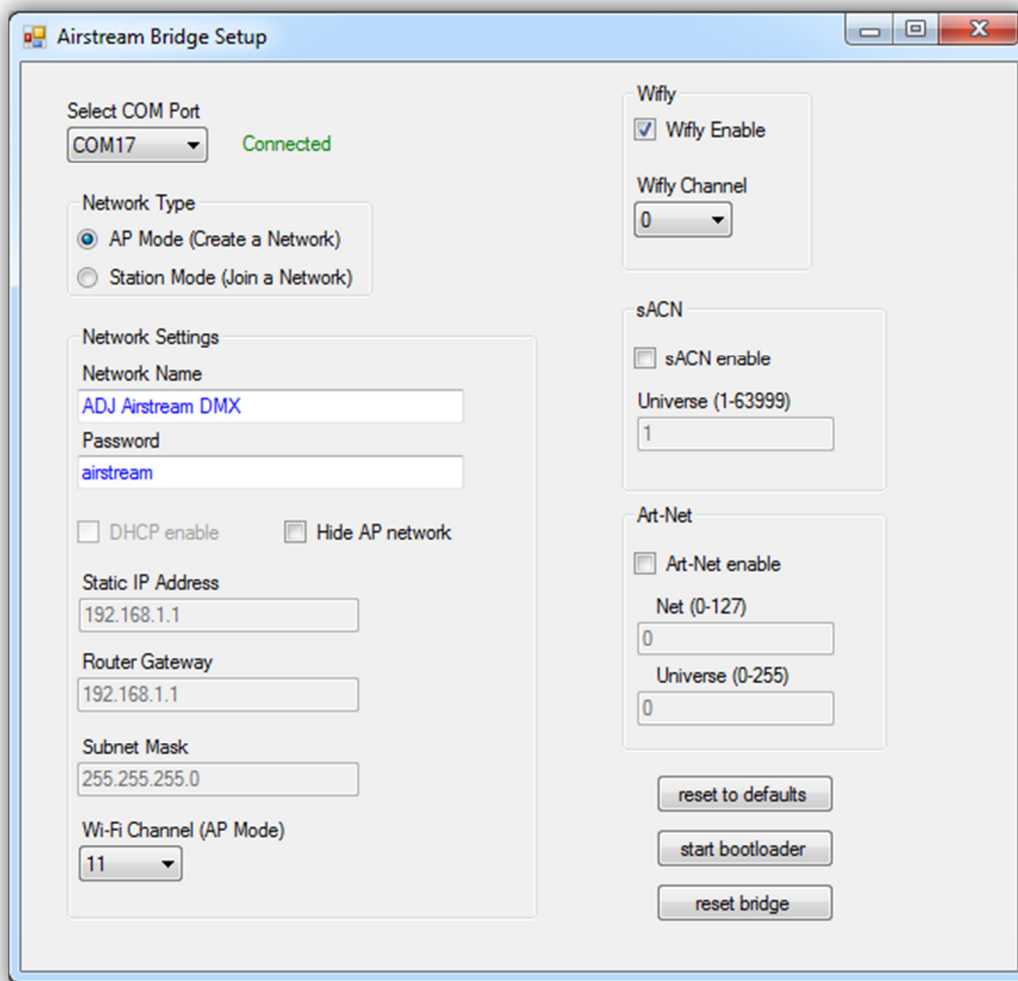 Airstream Bridge Setup
Select COM Port
COM17
Connected
Network Type
AP Mode (Create a Network)
Station Mode (Join a Network)
Network Settings
Network Name
ADJ Airstream DMX
Password
airstream
DHCP enable
Hide AP network
Static IP Address
192.168.1.1
Router Gateway
192.168.1.1
Subnet Mask
255.255.255.0
Wi-Fi Channel (AP Mode)
11
Wifly
Wifly Enable
Wifly Channel
0
sACN
sACN enable
Universe (1-63999)
1
Art-Net
Art-Net enable
Net (0-127)
0
Universe (0-255)
0
reset to defaults
start bootloader
reset bridge